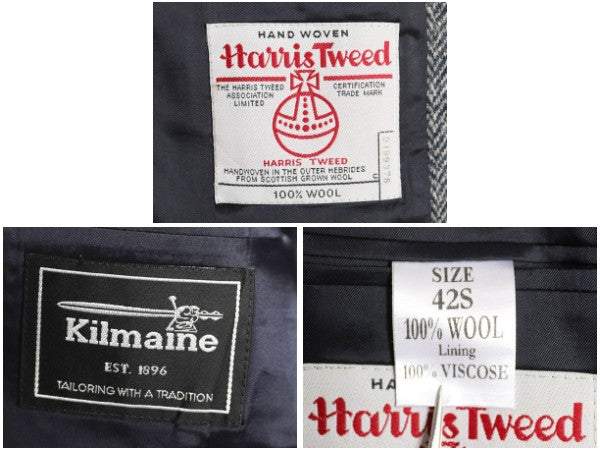 HAND WOVEN
Harris Tweed
THE HARRIS TWEED
ASSOCIATION
LIMITED
CERTIFICATION
TRADE MARK
HARRIS TWEED
HANDWOVEN IN THE OUTER HEBRIDES
FROM SCOTTISH GROWN WOOL
C
100% WOOL
Kilmaine
EST. 1896
TAILORING WITH A TRADITION
SIZE
42S
100% WOOL
Lining
100% VISCOSE
HA
Harris Tweed